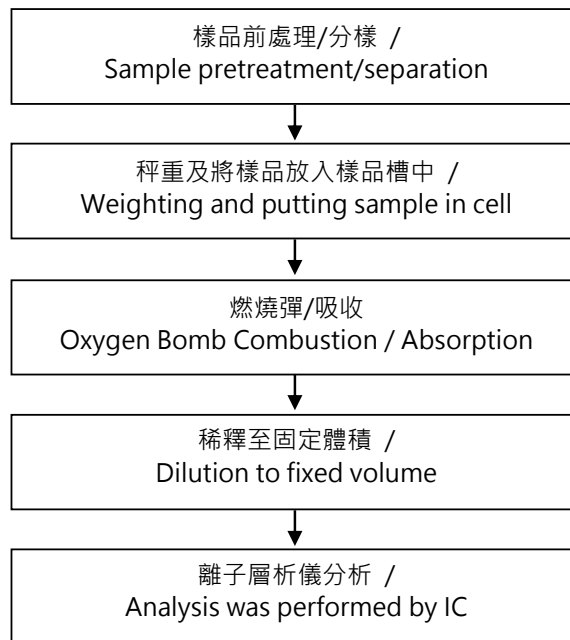 樣品前處理/分樣 /
Sample pretreatment/separation
秤重及將樣品放入樣品槽中 /
Weighting and putting sample in cell
燃燒彈/吸收
Oxygen Bomb Combustion / Absorption
稀釋至固定體積 /
Dilution to fixed volume
離子層析儀分析 /
Analysis was performed by IC